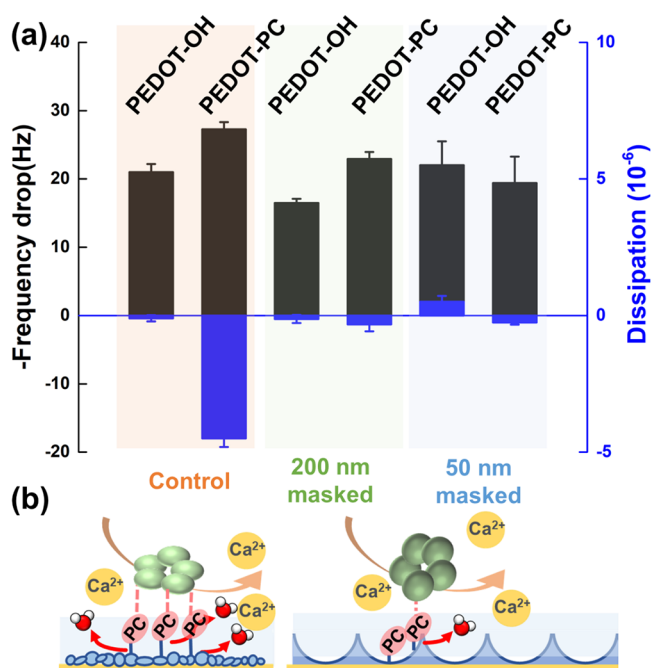 (a)
PEDOT-OH
PEDOT-PC
PEDOT-OH
PEDOT-PC
PEDOT-OH
PEDOT-PC
40
30
20
10
0
-10
-20
-Frequency drop(Hz)
10
5
0
-5
Dissipation (10⁻⁶)
Control
200 nm
masked
50 nm
masked
(b)
Ca²⁺
Ca²⁺
Ca²⁺
PC
PC
PC
Ca²⁺
Ca²⁺
PC
PC